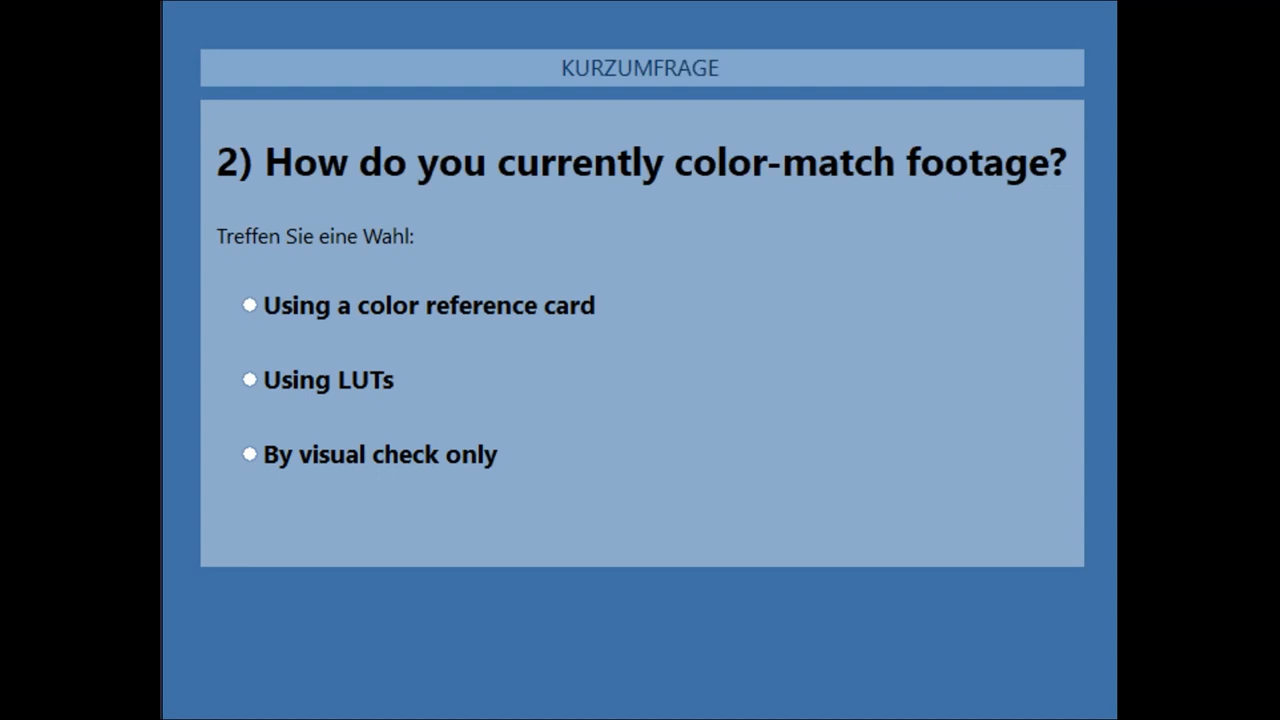 KURZUMFRAGE
2) How do you currently color-match footage?
Treffen Sie eine Wahl:
Using a color reference card
Using LUTs
By visual check only